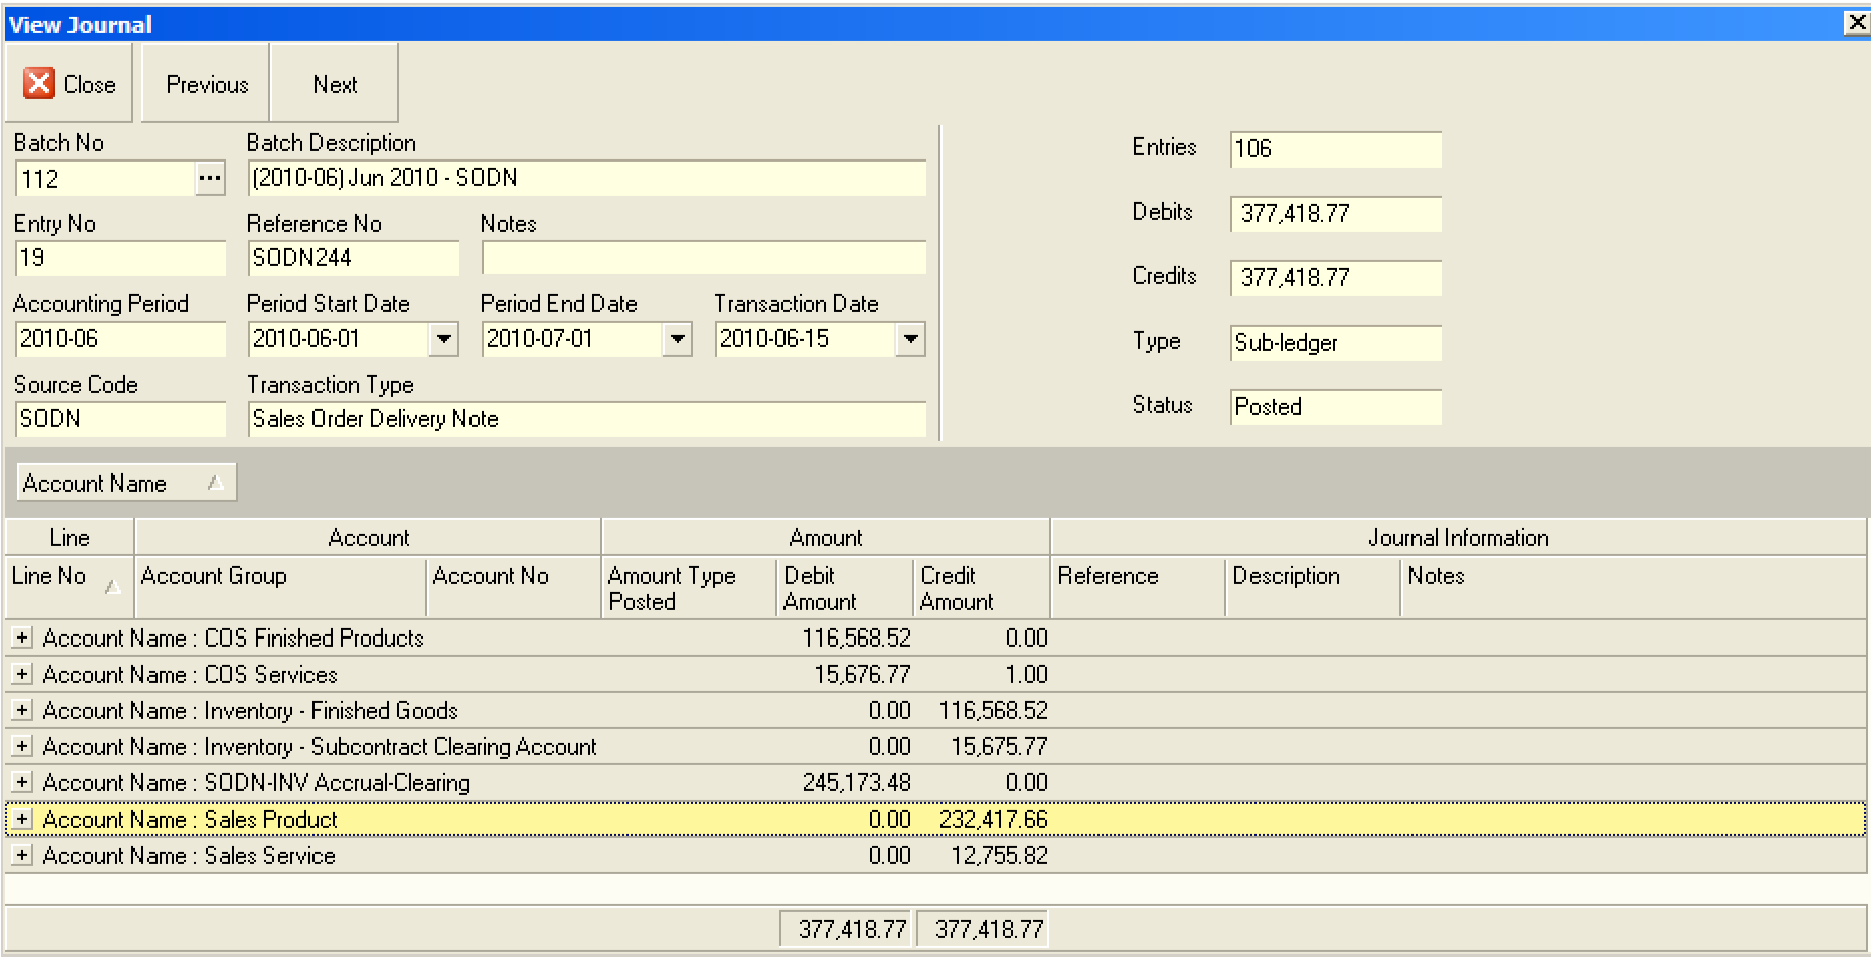 View Journal
Close Previous Next
Batch No Batch Description
112 ... (2010-06) Jun 2010 - SODN
Entry No Reference No Notes
19 SODN244
Accounting Period Period Start Date Period End Date Transaction Date
2010-06 2010-06-01 2010-07-01 2010-06-15
Source Code Transaction Type
SODN Sales Order Delivery Note
Entries 106
Debits 377,418.77
Credits 377,418.77
Type Sub-ledger
Status Posted
Account Name
Line Account Amount Journal Information
Line No Account Group Account No Amount Type Posted Debit Amount Credit Amount Reference Description Notes
+ Account Name : COS Finished Products 116,568.52 0.00
+ Account Name : COS Services 15,676.77 1.00
+ Account Name : Inventory - Finished Goods 0.00 116,568.52
+ Account Name : Inventory - Subcontract Clearing Account 0.00 15,675.77
+ Account Name : SODN-INV Accrual-Clearing 245,173.48 0.00
+ Account Name : Sales Product 0.00 232,417.66
+ Account Name : Sales Service 0.00 12,755.82
377,418.77 377,418.77